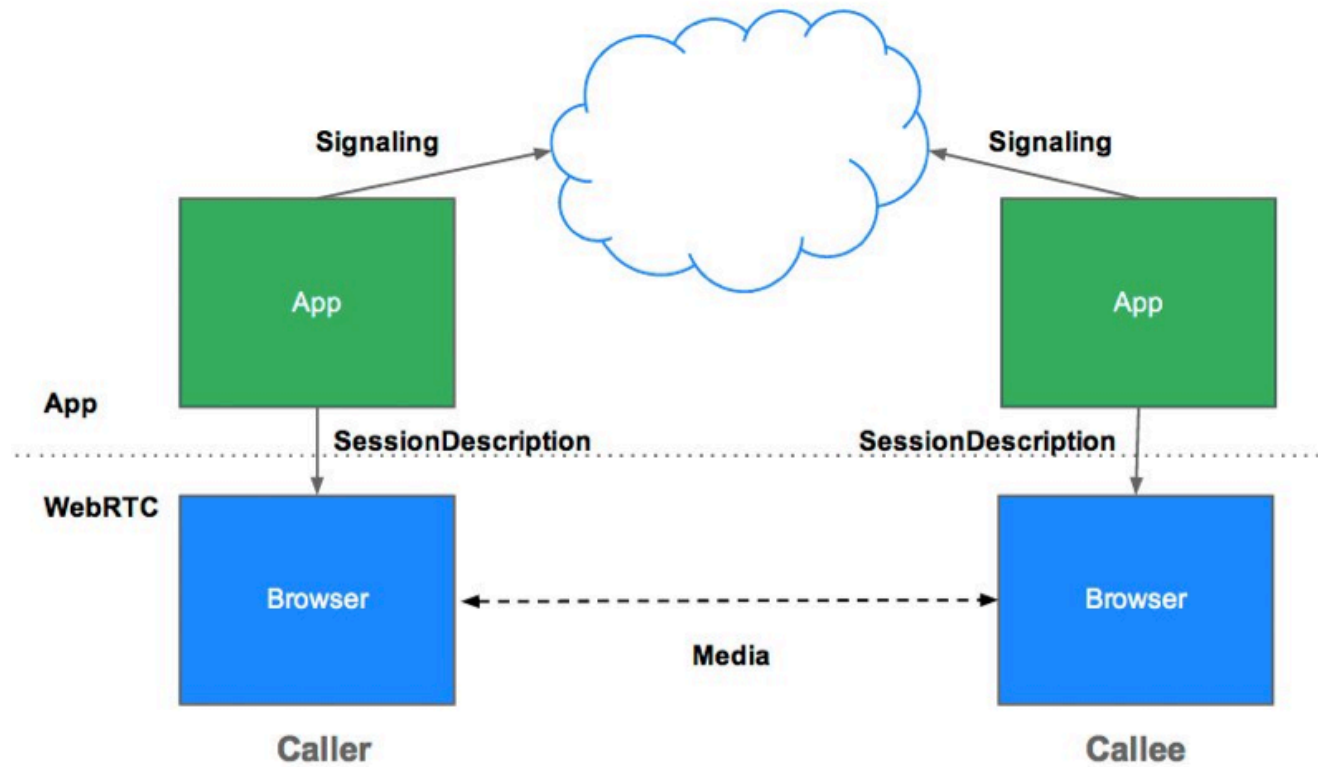 Signaling
Signaling
App
App
App
SessionDescription
SessionDescription
WebRTC
Browser
Browser
Media
Caller
Callee